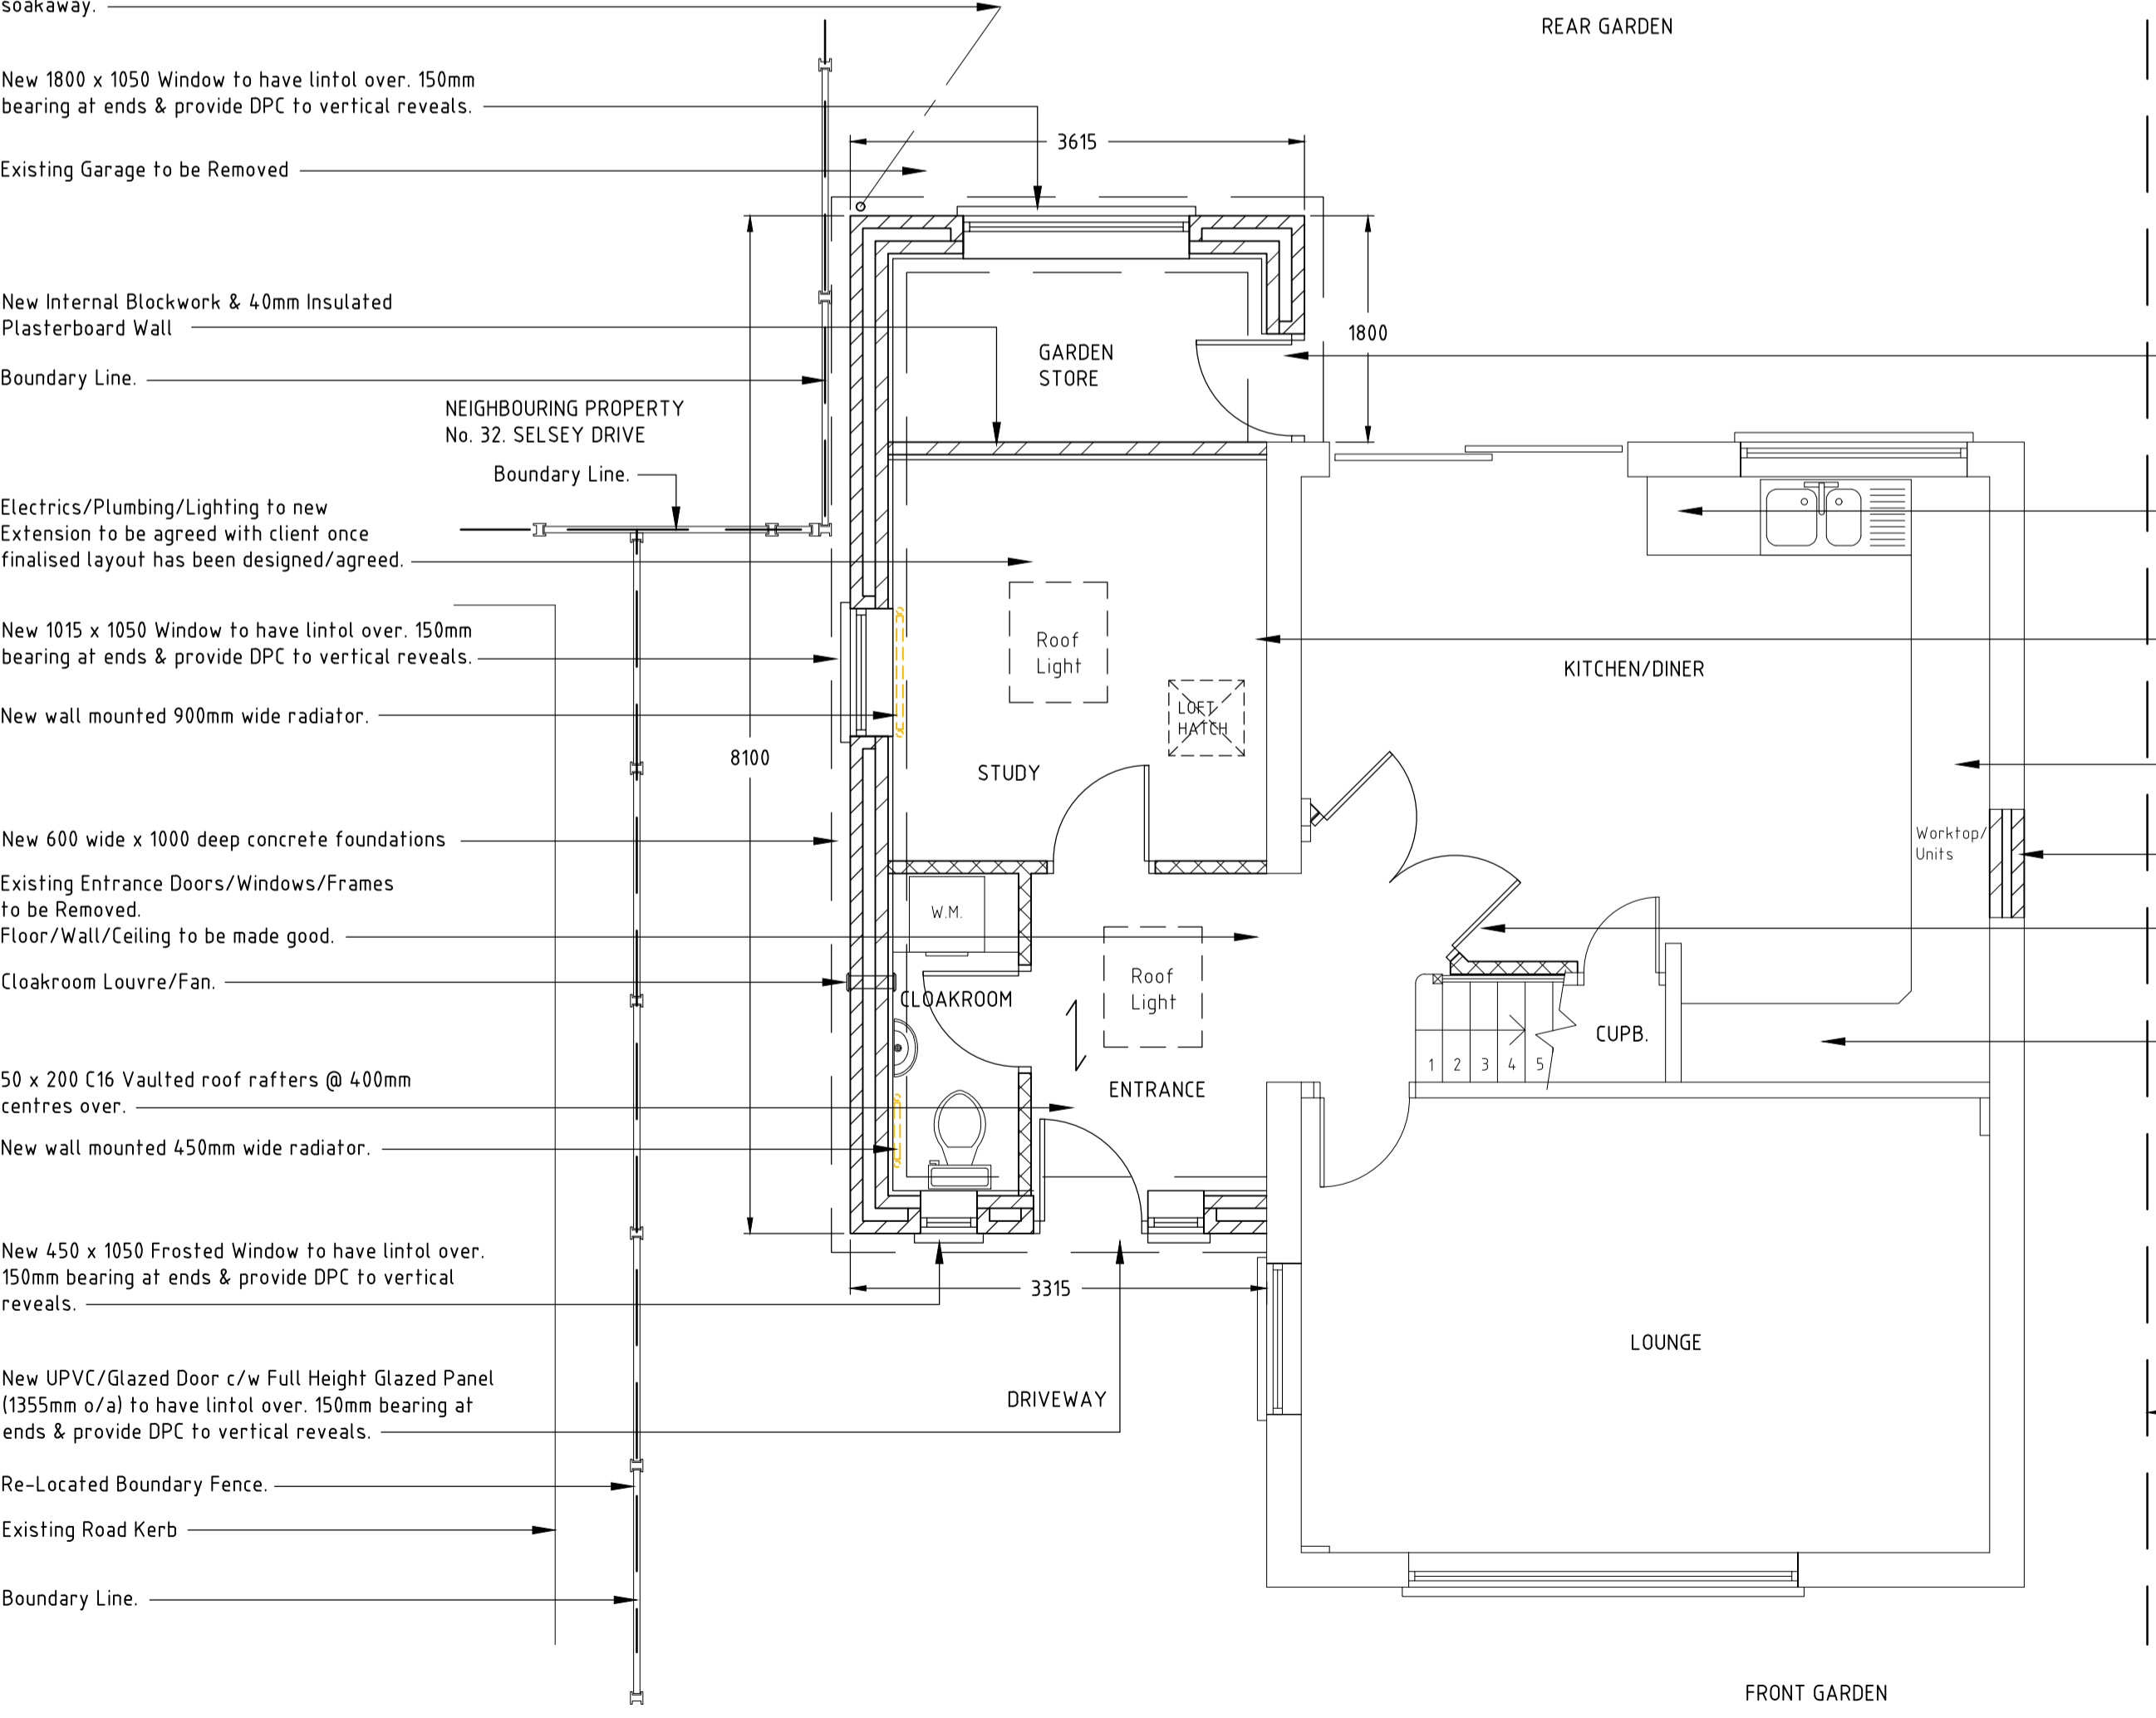 soakaway.
REAR GARDEN
New 1800 x 1050 Window to have lintol over. 150mm
bearing at ends & provide DPC to vertical reveals.
3615
Existing Garage to be Removed
New Internal Blockwork & 40mm Insulated
Plasterboard Wall
1800
GARDEN
STORE
Boundary Line.
NEIGHBOURING PROPERTY
No. 32. SELSEY DRIVE
Boundary Line.
Electrics/Plumbing/Lighting to new
Extension to be agreed with client once
finalised layout has been designed/agreed.
New 1015 x 1050 Window to have lintol over. 150mm
bearing at ends & provide DPC to vertical reveals.
Roof
Light
KITCHEN/DINER
New wall mounted 900mm wide radiator.
LOFT
HATCH
8100
STUDY
New 600 wide x 1000 deep concrete foundations
Worktop/
Units
Existing Entrance Doors/Windows/Frames
to be Removed.
Floor/Wall/Ceiling to be made good.
W.M.
Cloakroom Louvre/Fan.
CLOAKROOM
Roof
Light
CUPB.
1 2 3 4 5
50 x 200 C16 Vaulted roof rafters @ 400mm
centres over.
ENTRANCE
New wall mounted 450mm wide radiator.
New 450 x 1050 Frosted Window to have lintol over.
150mm bearing at ends & provide DPC to vertical
reveals.
3315
LOUNGE
New UPVC/Glazed Door c/w Full Height Glazed Panel
(1355mm o/a) to have lintol over. 150mm bearing at
ends & provide DPC to vertical reveals.
DRIVEWAY
Re-Located Boundary Fence.
Existing Road Kerb
Boundary Line.
FRONT GARDEN